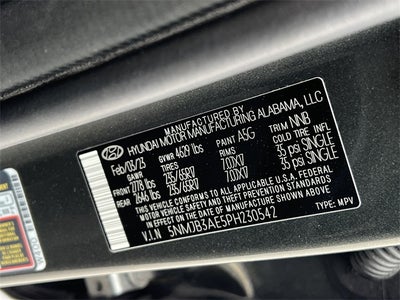 MANUFACTURED BY
HYUNDAI MOTOR MANUFACTURING ALABAMA, LLC
Feb/03/23 GVWR 4619 lbs PAINT A5G TRIM NNB
GAWR TIRES RIMS COLD TIRE INFL
FRONT 2778 lbs 235/65R17 7.0JX17 35 psi SINGLE
REAR 2646 lbs 235/65R17 7.0JX17 35 psi SINGLE
THIS VEHICLE CONFORMS TO ALL APPLICABLE U.S.A. FEDERAL
MOTOR VEHICLE SAFETY AND THEFT PREVENTION STANDARDS
IN EFFECT ON THE DATE OF MANUFACTURE SHOWN ABOVE
V.I.N 5NMJB3AE5PH230542 TYPE: MPV